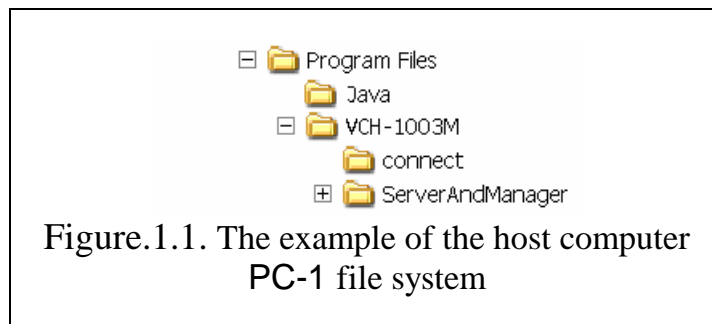 Program Files
Java
VCH-1003M
connect
ServerAndManager
Figure.1.1. The example of the host computer
PC-1 file system